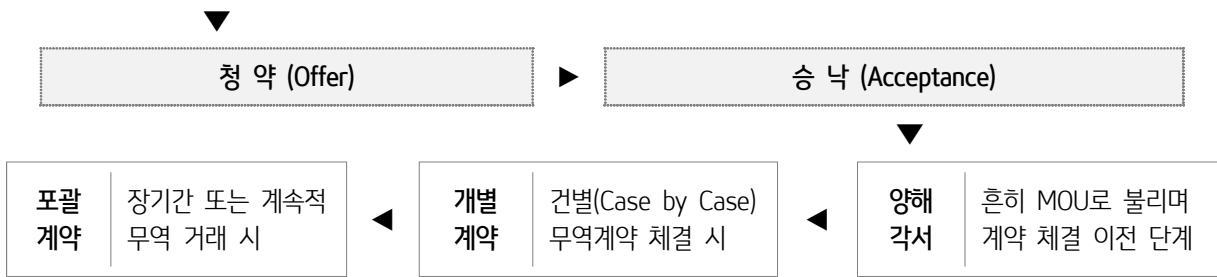 ▼
청 약 (Offer) ▶ 승 낙 (Acceptance)
▼
포괄 계약
장기간 또는 계속적
무역 거래 시
◀
개별 계약
건별(Case by Case)
무역계약 체결 시
◀
양해 각서
흔히 MOU로 불리며
계약 체결 이전 단계